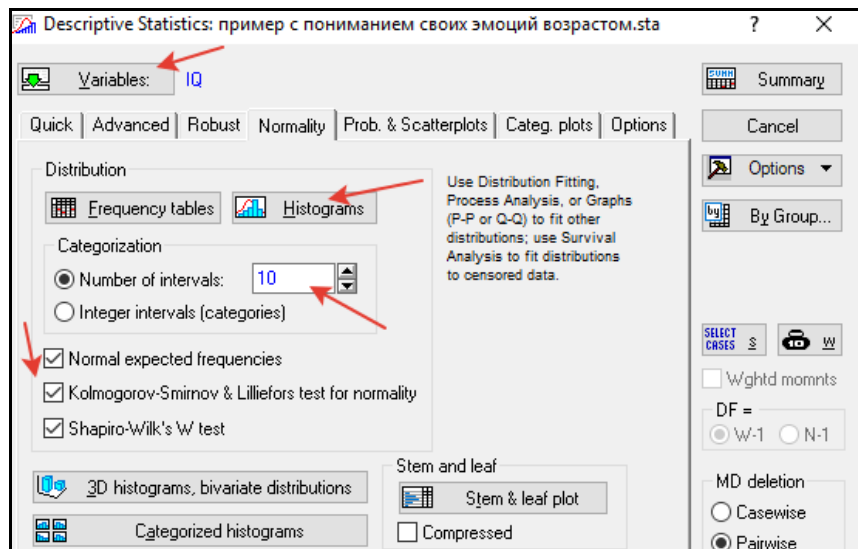 Descriptive Statistics: пример с пониманием своих эмоций возрастом.sta ? ×
Variables: IQ
Summary
Quick Advanced Robust Normality Prob. & Scatterplots Categ. plots Options
Cancel
Distribution
Frequency tables Histograms
Use Distribution Fitting,
Process Analysis, or Graphs
(P-P or Q-Q) to fit other
distributions; use Survival
Analysis to fit distributions
to censored data.
Options
By Group...
Categorization
Number of intervals: 10
Integer intervals (categories)
Normal expected frequencies
Kolmogorov-Smirnov & Lilliefors test for normality
Shapiro-Wilk's W test
SELECT
CASES S W
Wghtd momnts
DF =
W-1 N-1
3D histograms, bivariate distributions
Categorized histograms
Stem and leaf
Stem & leaf plot
Compressed
MD deletion
Casewise
Pairwise